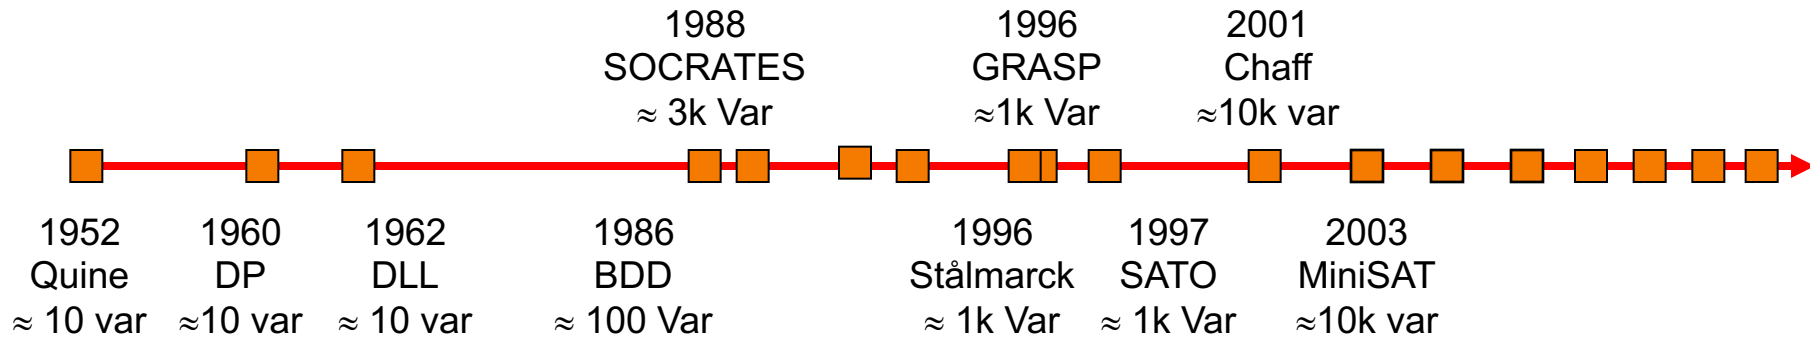 1988
SOCRATES
≈ 3k Var
1996
GRASP
≈1k Var
2001
Chaff
≈10k var
1952
Quine
≈ 10 var
1960
DP
≈10 var
1962
DLL
≈ 10 var
1986
BDD
≈ 100 Var
1996
Stålmarck
≈ 1k Var
1997
SATO
≈ 1k Var
2003
MiniSAT
≈10k var